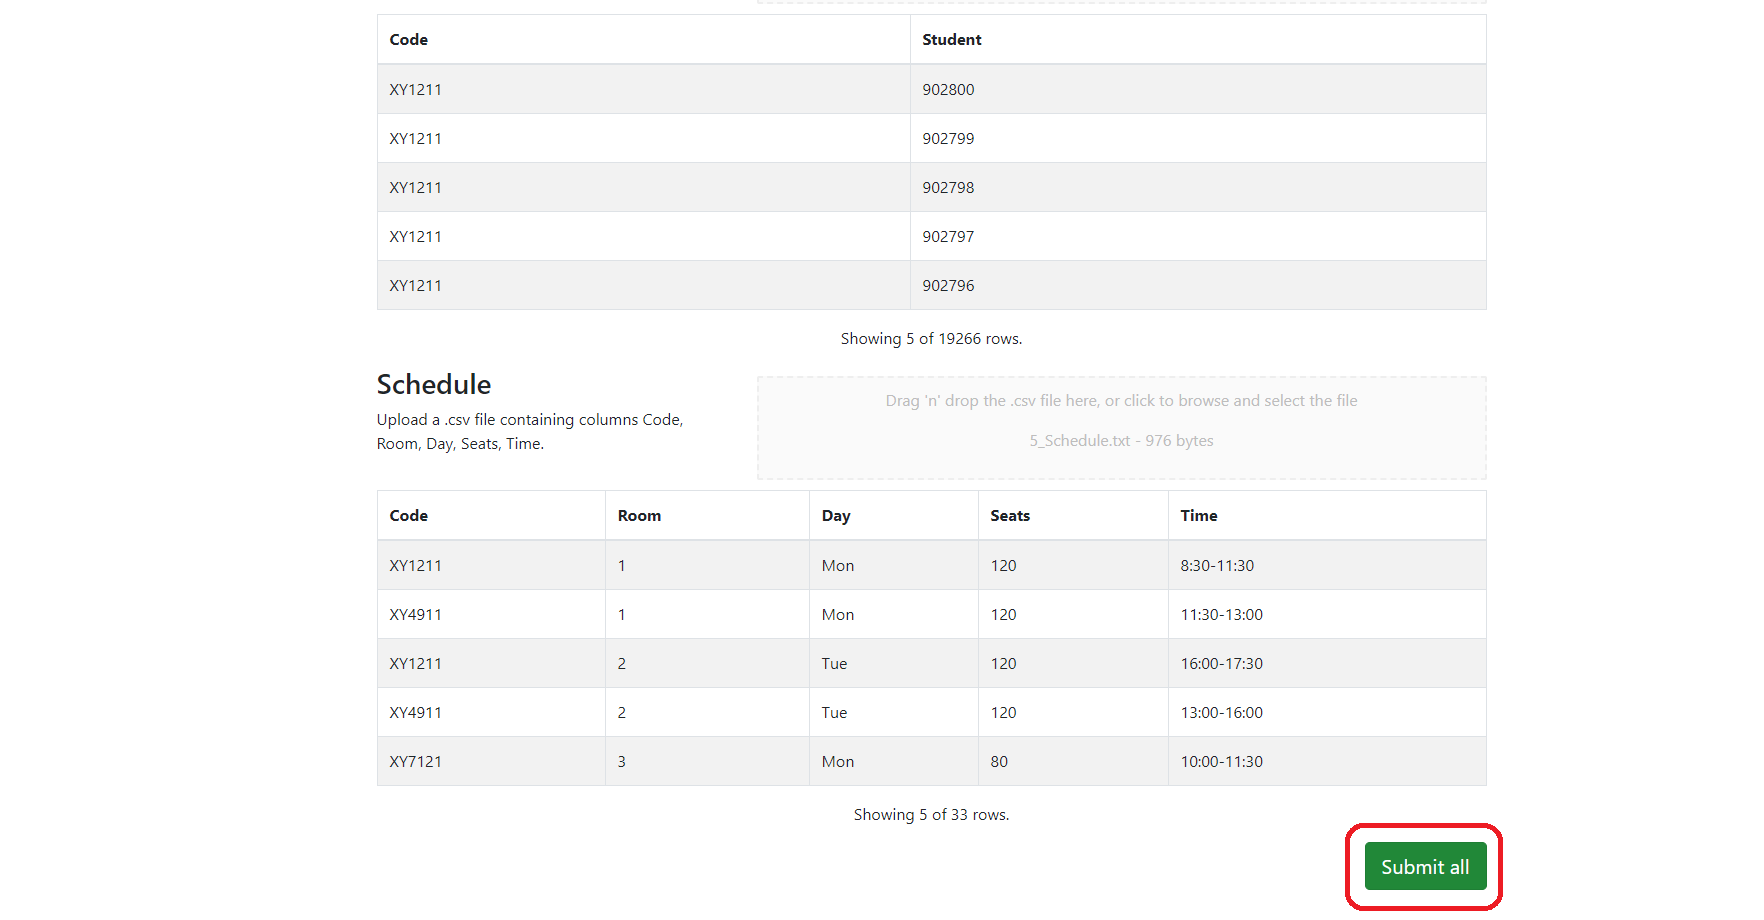 Code Student
XY1211 902800
XY1211 902799
XY1211 902798
XY1211 902797
XY1211 902796
Showing 5 of 19266 rows.
Schedule
Upload a .csv file containing columns Code,
Room, Day, Seats, Time.
Drag 'n' drop the .csv file here, or click to browse and select the file
5_Schedule.txt - 976 bytes
Code Room Day Seats Time
XY1211 1 Mon 120 8:30-11:30
XY4911 1 Mon 120 11:30-13:00
XY1211 2 Tue 120 16:00-17:30
XY4911 2 Tue 120 13:00-16:00
XY7121 3 Mon 80 10:00-11:30
Showing 5 of 33 rows.
Submit all